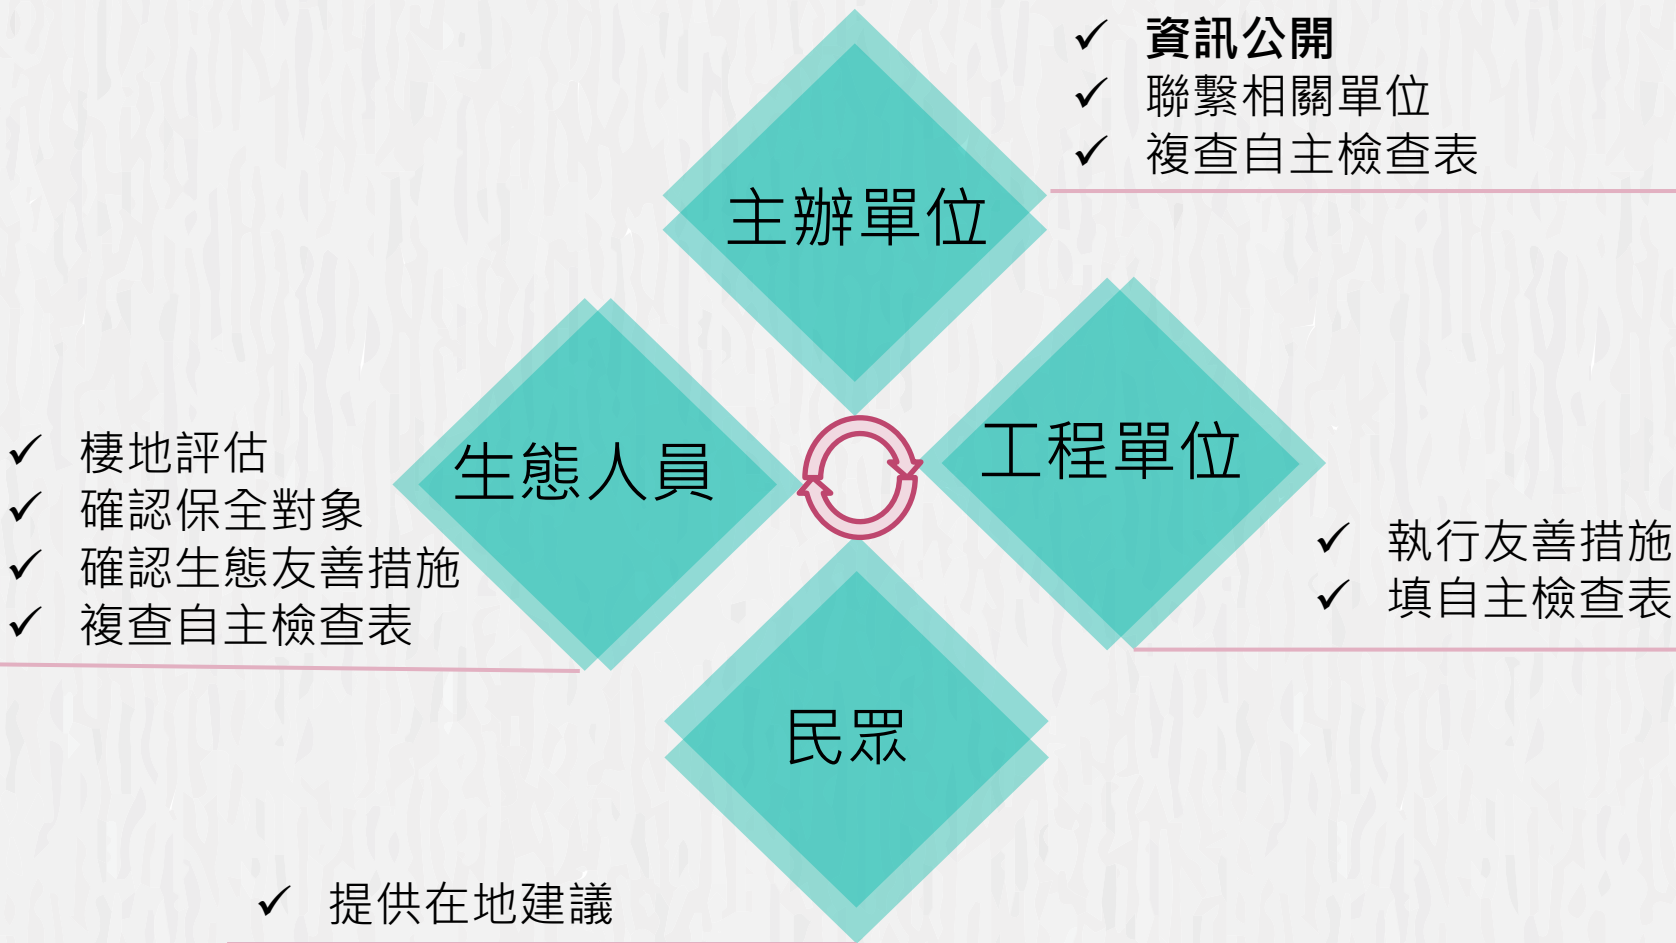 ✓ 資訊公開
✓ 聯繫相關單位
✓ 複查自主檢查表
主辦單位
生態人員
✓ 棲地評估
✓ 確認保全對象
✓ 確認生態友善措施
✓ 複查自主檢查表
工程單位
✓ 執行友善措施
✓ 填自主檢查表
民眾
✓ 提供在地建議